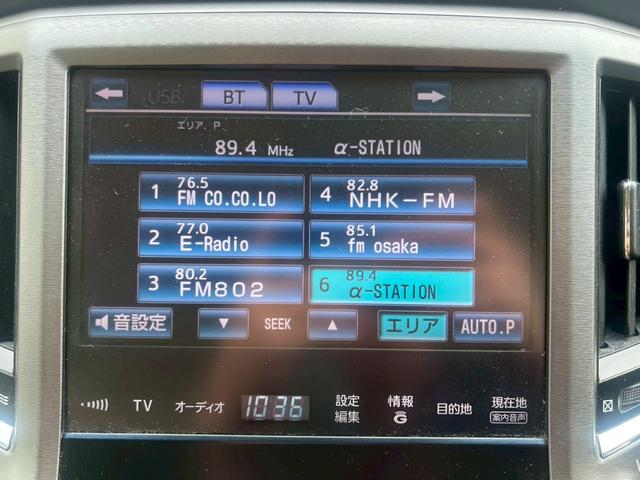 USB BT TV
エリア. P
89.4 MHz α-STATION
1 76.5 FM CO.CO.LO
4 82.8 NHK-FM
2 77.0 E-Radio
5 85.1 fm osaka
3 80.2 FM802
6 89.4 α-STATION
音設定 ▼ SEEK ▲ エリア AUTO.P
TV オーディオ 10:36 設定編集 情報 G 目的地 現在地 案内音声